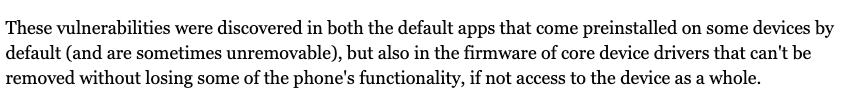 These vulnerabilities were discovered in both the default apps that come preinstalled on some devices by
default (and are sometimes unremovable), but also in the firmware of core device drivers that can't be
removed without losing some of the phone's functionality, if not access to the device as a whole.